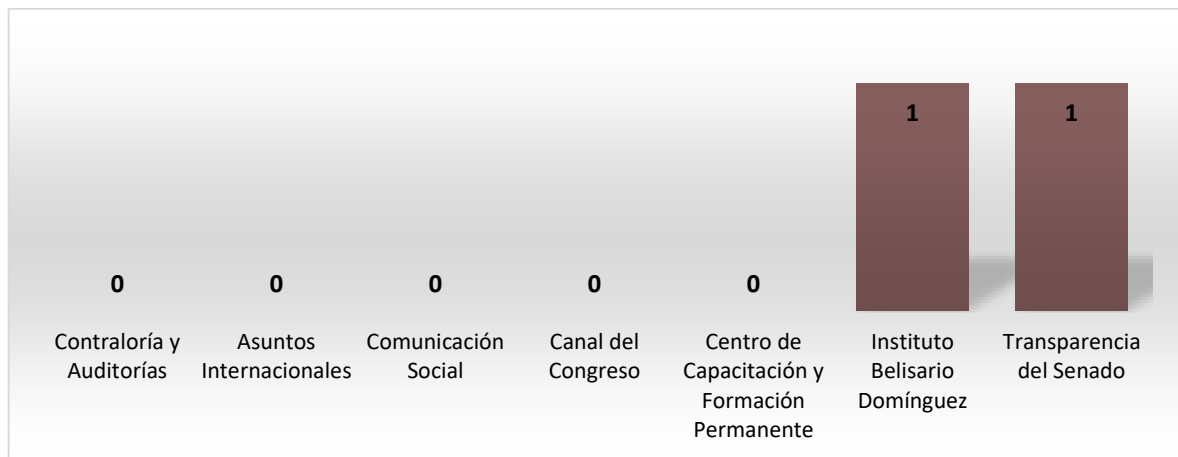 1
1
0
0
0
0
0
Contraloría y
Auditorías
Asuntos
Internacionales
Comunicación
Social
Canal del
Congreso
Centro de
Capacitación y
Formación
Permanente
Instituto
Belisario
Domínguez
Transparencia
del Senado